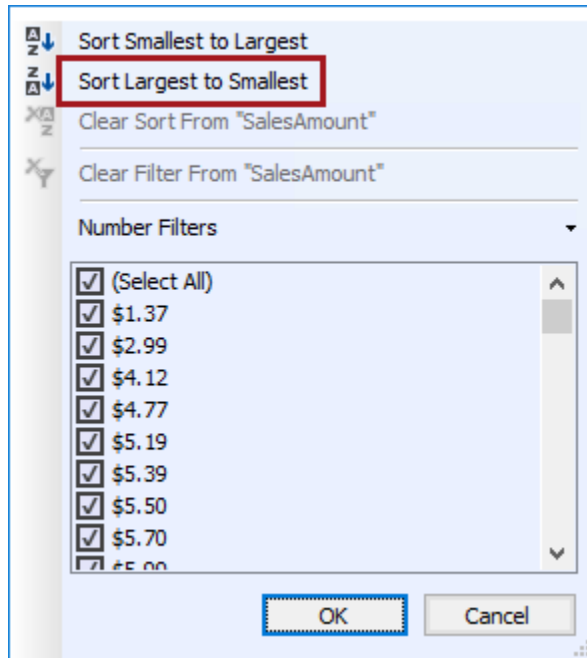 Sort Smallest to Largest
Sort Largest to Smallest
Clear Sort From "SalesAmount"
Clear Filter From "SalesAmount"
Number Filters
(Select All)
$1.37
$2.99
$4.12
$4.77
$5.19
$5.39
$5.50
$5.70
OK Cancel